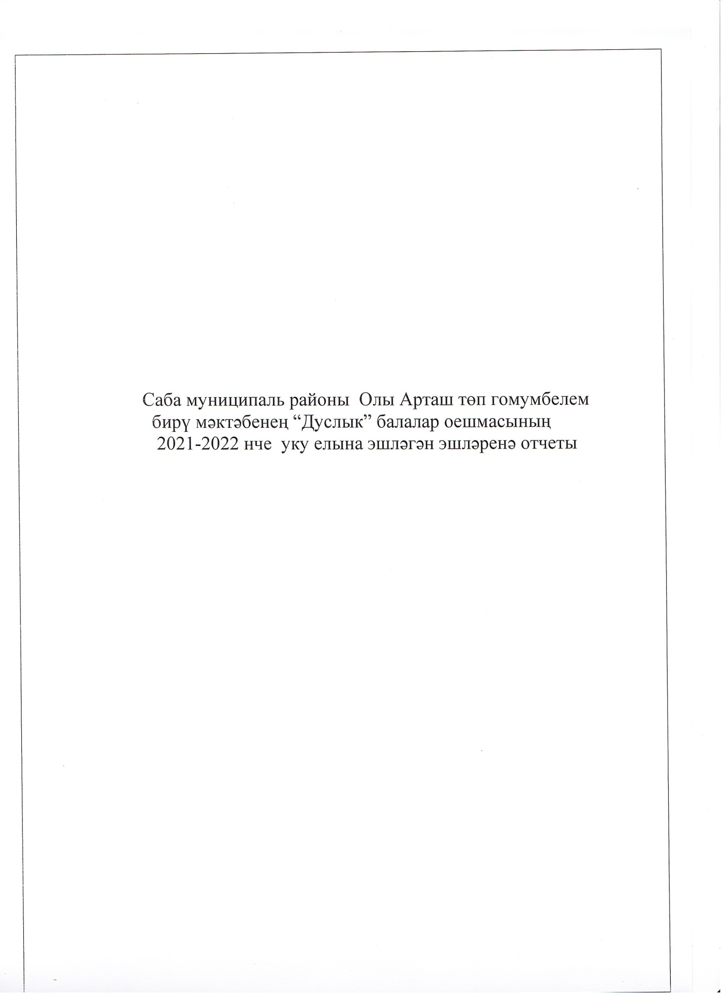 Саба муниципаль районы  Олы Арташ төп гомумбелем
бирү мәктәбенең “Дуслык” балалар оешмасының
2021-2022 нче  уку елына эшләгән эшләренә отчеты